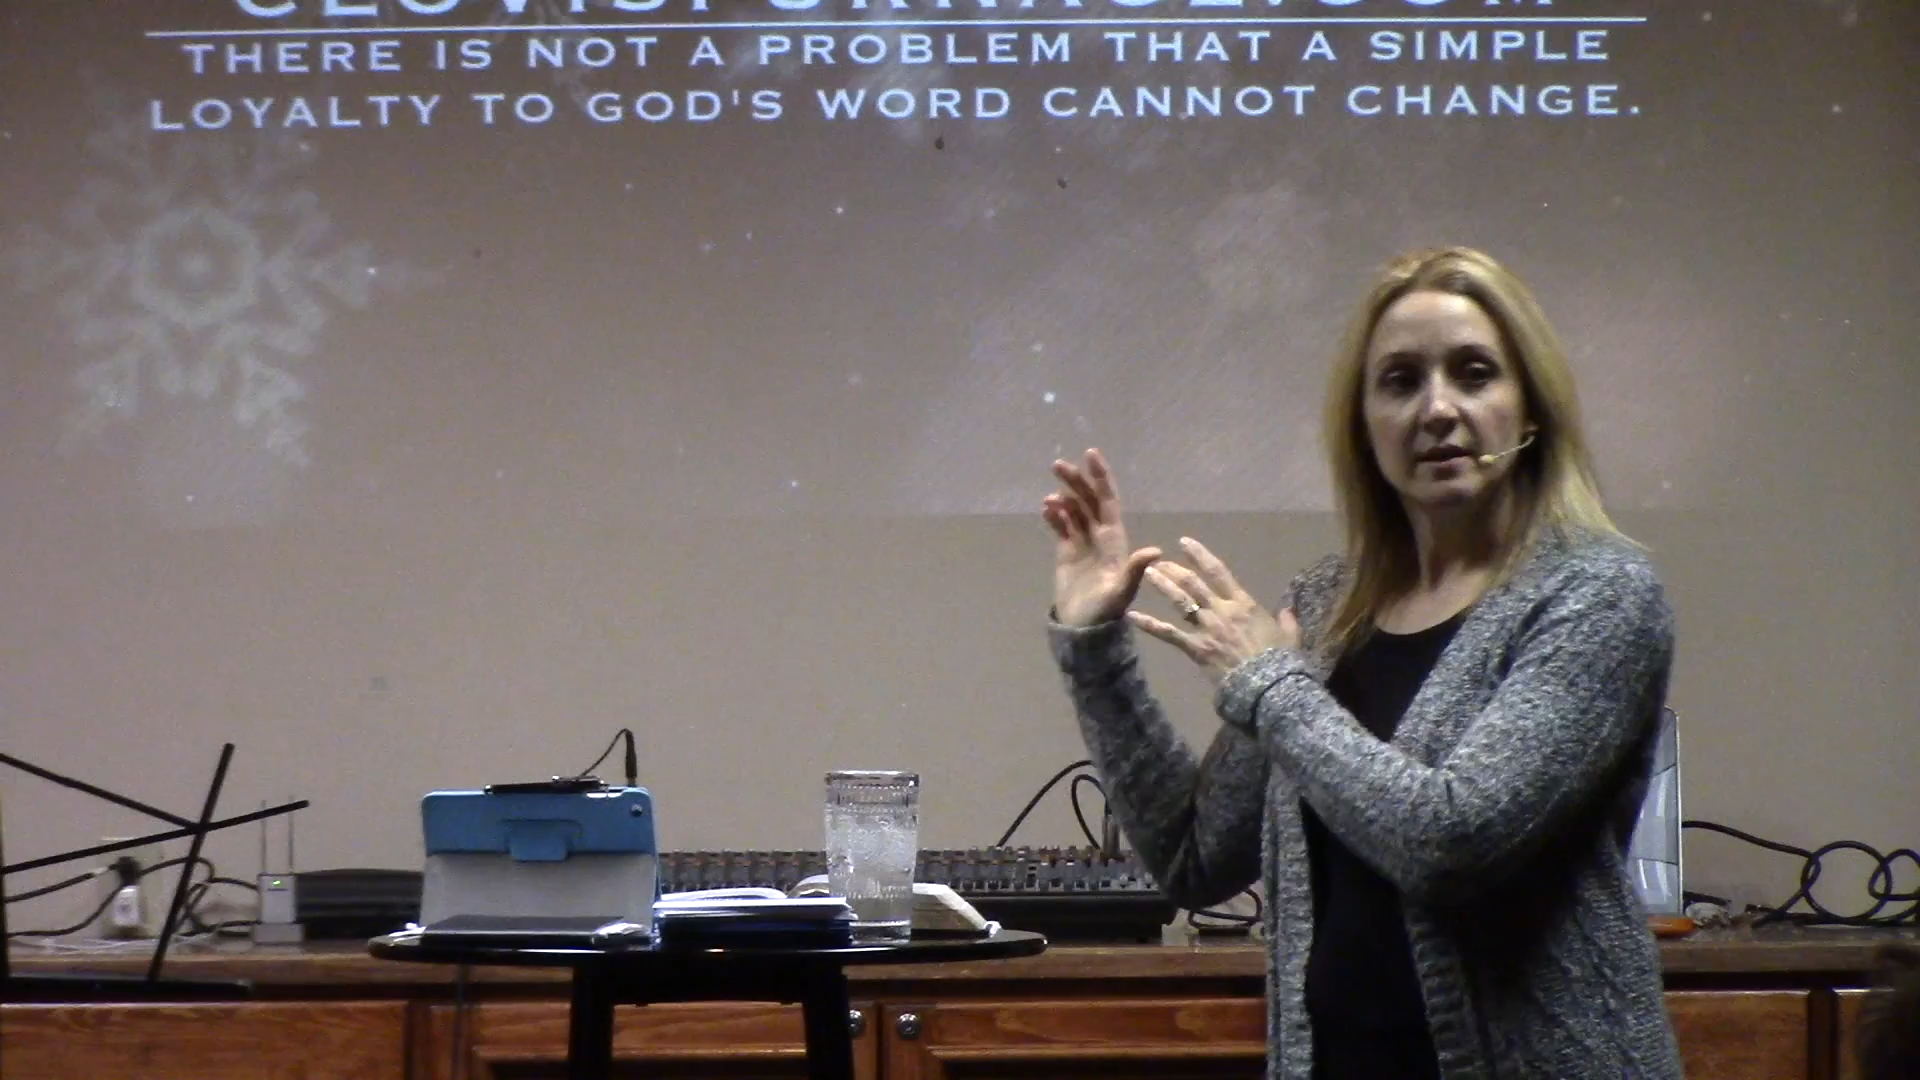 THERE IS NOT A PROBLEM THAT A SIMPLE
LOYALTY TO GOD'S WORD CANNOT CHANGE.